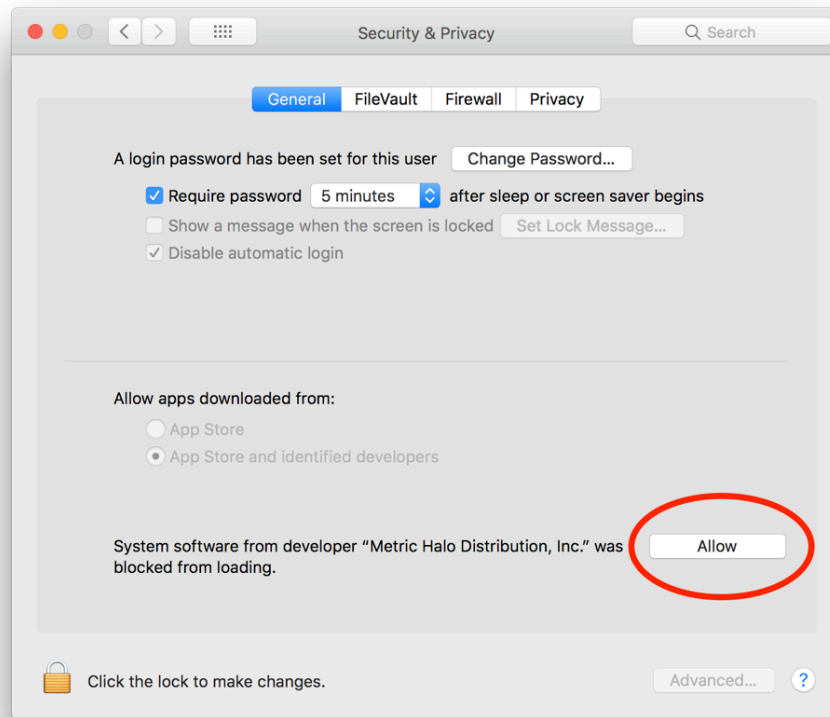 Security & Privacy
Search
General FileVault Firewall Privacy
A login password has been set for this user Change Password...
Require password 5 minutes after sleep or screen saver begins
Show a message when the screen is locked Set Lock Message...
Disable automatic login
Allow apps downloaded from:
App Store
App Store and identified developers
System software from developer “Metric Halo Distribution, Inc.” was Allow
blocked from loading.
Click the lock to make changes. Advanced... ?